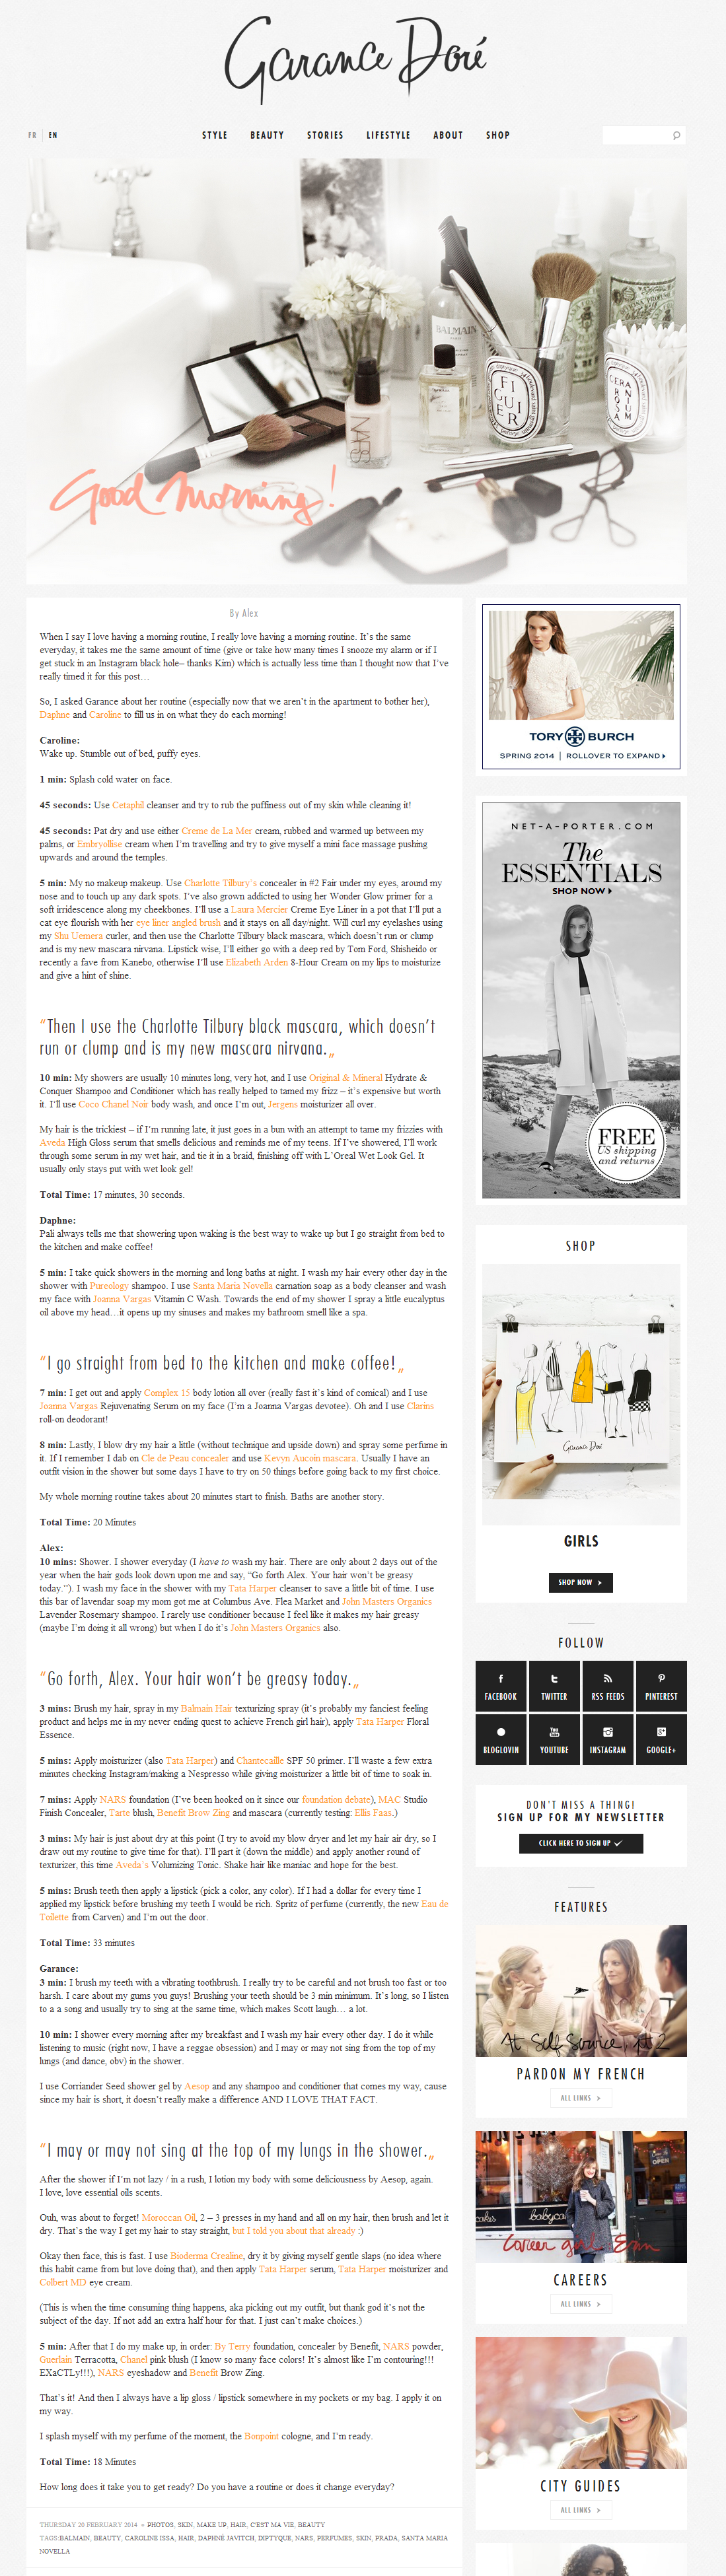 Garance Doré
FR EN
STYLE BEAUTY STORIES LIFESTYLE ABOUT SHOP
BALMAIN
FIGUIER
GERANIUM ROSA
NARS
Good Morning!
By Alex
When I say I love having a morning routine, I really love having a morning routine. It's the same
everyday, it takes me the same amount of time (give or take how many times I snooze my alarm or if I
get stuck in an Instagram black hole– thanks Kim) which is actually less time than I thought now that I've
really timed it for this post…
So, I asked Garance about her routine (especially now that we aren't in the apartment to bother her),
Daphne and Caroline to fill us in on what they do each morning!
Caroline:
Wake up. Stumble out of bed, puffy eyes.
1 min: Splash cold water on face.
45 seconds: Use Cetaphil cleanser and try to rub the puffiness out of my skin while cleaning it!
45 seconds: Pat dry and use either Creme de La Mer cream, rubbed and warmed up between my
palms, or Embryollise cream when I'm travelling and try to give myself a mini face massage pushing
upwards and around the temples.
5 min: My no makeup makeup. Use Charlotte Tilbury's concealer in #2 Fair under my eyes, around my
nose and to touch up any dark spots. I've also grown addicted to using her Wonder Glow primer for a
soft irridescence along my cheekbones. I'll use a Laura Mercier Creme Eye Liner in a pot that I'll put a
cat eye flourish with her eye liner angled brush and it stays on all day/night. Will curl my eyelashes using
my Shu Uemera curler, and then use the Charlotte Tilbury black mascara, which doesn't run or clump
and is my new mascara nirvana. Lipstick wise, I'll either go with a deep red by Tom Ford, Shisheido or
recently a fave from Kanebo, otherwise I'll use Elizabeth Arden 8-Hour Cream on my lips to moisturize
and give a hint of shine.
“Then I use the Charlotte Tilbury black mascara, which doesn't
run or clump and is my new mascara nirvana.„
10 min: My showers are usually 10 minutes long, very hot, and I use Original & Mineral Hydrate &
Conquer Shampoo and Conditioner which has really helped to tamed my frizz – it's expensive but worth
it. I'll use Coco Chanel Noir body wash, and once I'm out, Jergens moisturizer all over.
My hair is the trickiest – if I'm running late, it just goes in a bun with an attempt to tame my frizzies with
Aveda High Gloss serum that smells delicious and reminds me of my teens. If I've showered, I'll work
through some serum in my wet hair, and tie it in a braid, finishing off with L'Oreal Wet Look Gel. It
usually only stays put with wet look gel!
Total Time: 17 minutes, 30 seconds.
Daphne:
Pali always tells me that showering upon waking is the best way to wake up but I go straight from bed to
the kitchen and make coffee!
5 min: I take quick showers in the morning and long baths at night. I wash my hair every other day in the
shower with Pureology shampoo. I use Santa Maria Novella carnation soap as a body cleanser and wash
my face with Joanna Vargas Vitamin C Wash. Towards the end of my shower I spray a little eucalyptus
oil above my head…it opens up my sinuses and makes my bathroom smell like a spa.
“I go straight from bed to the kitchen and make coffee!„
7 min: I get out and apply Complex 15 body lotion all over (really fast it's kind of comical) and I use
Joanna Vargas Rejuvenating Serum on my face (I'm a Joanna Vargas devotee). Oh and I use Clarins
roll-on deodorant!
8 min: Lastly, I blow dry my hair a little (without technique and upside down) and spray some perfume in
it. If I remember I dab on Cle de Peau concealer and use Kevyn Aucoin mascara. Usually I have an
outfit vision in the shower but some days I have to try on 50 things before going back to my first choice.
My whole morning routine takes about 20 minutes start to finish. Baths are another story.
Total Time: 20 Minutes
Alex:
10 mins: Shower. I shower everyday (I have to wash my hair. There are only about 2 days out of the
year when the hair gods look down upon me and say, “Go forth Alex. Your hair won't be greasy
today.”). I wash my face in the shower with my Tata Harper cleanser to save a little bit of time. I use
this bar of lavendar soap my mom got me at Columbus Ave. Flea Market and John Masters Organics
Lavender Rosemary shampoo. I rarely use conditioner because I feel like it makes my hair greasy
(maybe I'm doing it all wrong) but when I do it's John Masters Organics also.
“Go forth, Alex. Your hair won't be greasy today.„
3 mins: Brush my hair, spray in my Balmain Hair texturizing spray (it's probably my fanciest feeling
product and helps me in my never ending quest to achieve French girl hair), apply Tata Harper Floral
Essence.
5 mins: Apply moisturizer (also Tata Harper) and Chantecaille SPF 50 primer. I'll waste a few extra
minutes checking Instagram/making a Nespresso while giving moisturizer a little bit of time to soak in.
7 mins: Apply NARS foundation (I've been hooked on it since our foundation debate), MAC Studio
Finish Concealer, Tarte blush, Benefit Brow Zing and mascara (currently testing: Ellis Faas.)
3 mins: My hair is just about dry at this point (I try to avoid my blow dryer and let my hair air dry, so I
draw out my routine to give time for that). I'll part it (down the middle) and apply another round of
texturizer, this time Aveda's Volumizing Tonic. Shake hair like maniac and hope for the best.
5 mins: Brush teeth then apply a lipstick (pick a color, any color). If I had a dollar for every time I
applied my lipstick before brushing my teeth I would be rich. Spritz of perfume (currently, the new Eau de
Toilette from Carven) and I'm out the door.
Total Time: 33 minutes
Garance:
3 min: I brush my teeth with a vibrating toothbrush. I really try to be careful and not brush too fast or too
harsh. I care about my gums you guys! Brushing your teeth should be 3 min minimum. It's long, so I listen
to a a song and usually try to sing at the same time, which makes Scott laugh… a lot.
10 min: I shower every morning after my breakfast and I wash my hair every other day. I do it while
listening to music (right now, I have a reggae obsession) and I may or may not sing from the top of my
lungs (and dance, obv) in the shower.
I use Corriander Seed shower gel by Aesop and any shampoo and conditioner that comes my way, cause
since my hair is short, it doesn't really make a difference AND I LOVE THAT FACT.
“I may or may not sing at the top of my lungs in the shower.„
After the shower if I'm not lazy / in a rush, I lotion my body with some deliciousness by Aesop, again.
I love, love essential oils scents.
Ouh, was about to forget! Moroccan Oil, 2 – 3 presses in my hand and all on my hair, then brush and let it
dry. That's the way I get my hair to stay straight, but I told you about that already :)
Okay then face, this is fast. I use Bioderma Crealine, dry it by giving myself gentle slaps (no idea where
this habit came from but love doing that), and then apply Tata Harper serum, Tata Harper moisturizer and
Colbert MD eye cream.
(This is when the time consuming thing happens, aka picking out my outfit, but thank god it's not the
subject of the day. If not add an extra half hour for that. I just can't make choices.)
5 min: After that I do my make up, in order: By Terry foundation, concealer by Benefit, NARS powder,
Guerlain Terracotta, Chanel pink blush (I know so many face colors! It's almost like I'm contouring!!!
EXaCTLy!!!), NARS eyeshadow and Benefit Brow Zing.
That's it! And then I always have a lip gloss / lipstick somewhere in my pockets or my bag. I apply it on
my way.
I splash myself with my perfume of the moment, the Bonpoint cologne, and I'm ready.
Total Time: 18 Minutes
How long does it take you to get ready? Do you have a routine or does it change everyday?
THURSDAY 20 FEBRUARY 2014 + PHOTOS, SKIN, MAKE UP, HAIR, C'EST MA VIE, BEAUTY
TAGS:BALMAIN, BEAUTY, CAROLINE ISSA, HAIR, DAPHNÉ JAVITCH, DIPTYQUE, NARS, PERFUMES, SKIN, PRADA, SANTA MARIA
NOVELLA
TORY BURCH
SPRING 2014 | ROLLOVER TO EXPAND
NET-A-PORTER.COM
The
ESSENTIALS
SHOP NOW
FREE
US shipping
and returns
SHOP
Garance Doré
GIRLS
SHOP NOW
FOLLOW
FACEBOOK TWITTER RSS FEEDS PINTEREST
BLOGLOVIN YOUTUBE INSTAGRAM GOOGLE+
DON'T MISS A THING!
SIGN UP FOR MY NEWSLETTER
CLICK HERE TO SIGN UP
FEATURES
At Self Source, pt 2
PARDON MY FRENCH
ALL LINKS
OPEN
cakes
babycakes
Career girl Erin
CAREERS
ALL LINKS
CITY GUIDES
ALL LINKS